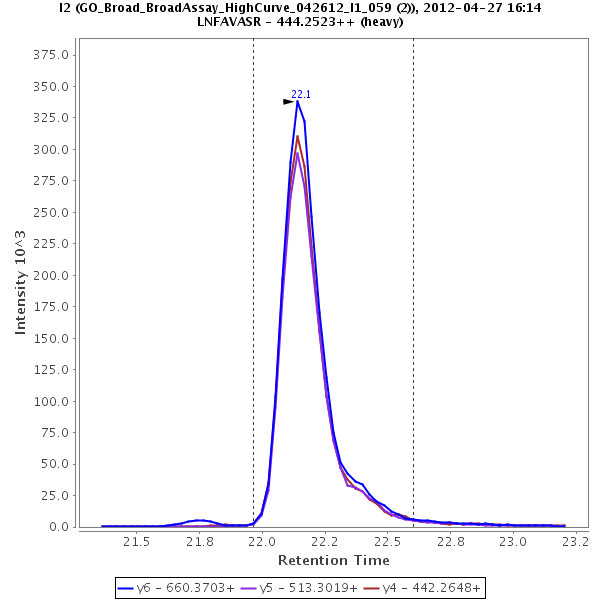 I2 (GO_Broad_BroadAssay_HighCurve_042612_I1_059 (2)), 2012-04-27 16:14
LNFAVASR - 444.2523++ (heavy)
375.0
350.0
325.0
300.0
275.0
250.0
225.0
200.0
175.0
150.0
125.0
100.0
75.0
50.0
25.0
0.0
Intensity 10^3
22.1
21.5 21.8 22.0 22.2 22.5 22.8 23.0 23.2
Retention Time
y6 - 660.3703+ y5 - 513.3019+ y4 - 442.2648+